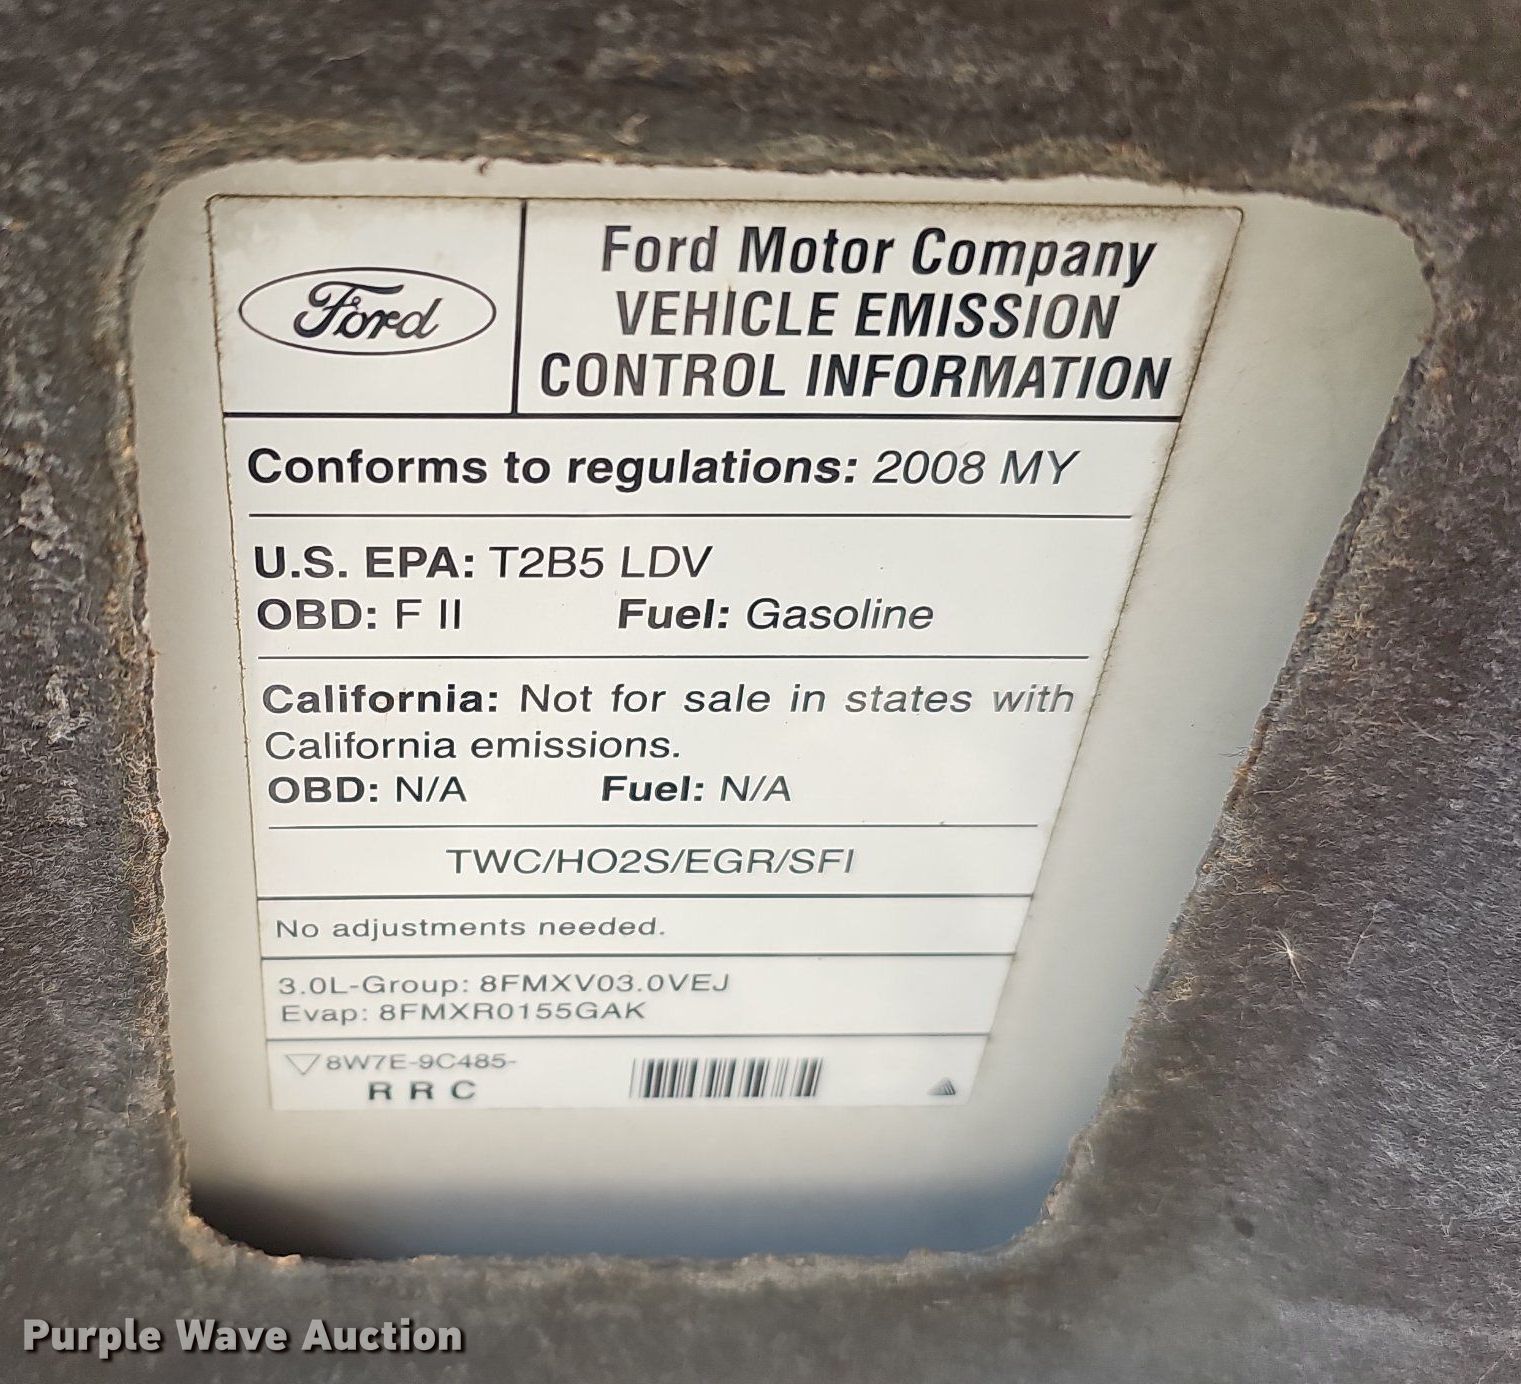 Ford
Ford Motor Company
VEHICLE EMISSION
CONTROL INFORMATION
Conforms to regulations: 2008 MY
U.S. EPA: T2B5 LDV
OBD: F II Fuel: Gasoline
California: Not for sale in states with
California emissions.
OBD: N/A Fuel: N/A
TWC/HO2S/EGR/SFI
No adjustments needed.
3.0L-Group: 8FMXV03.0VEJ
Evap: 8FMXR0155GAK
8W7E-9C485-
R R C
Purple Wave Auction